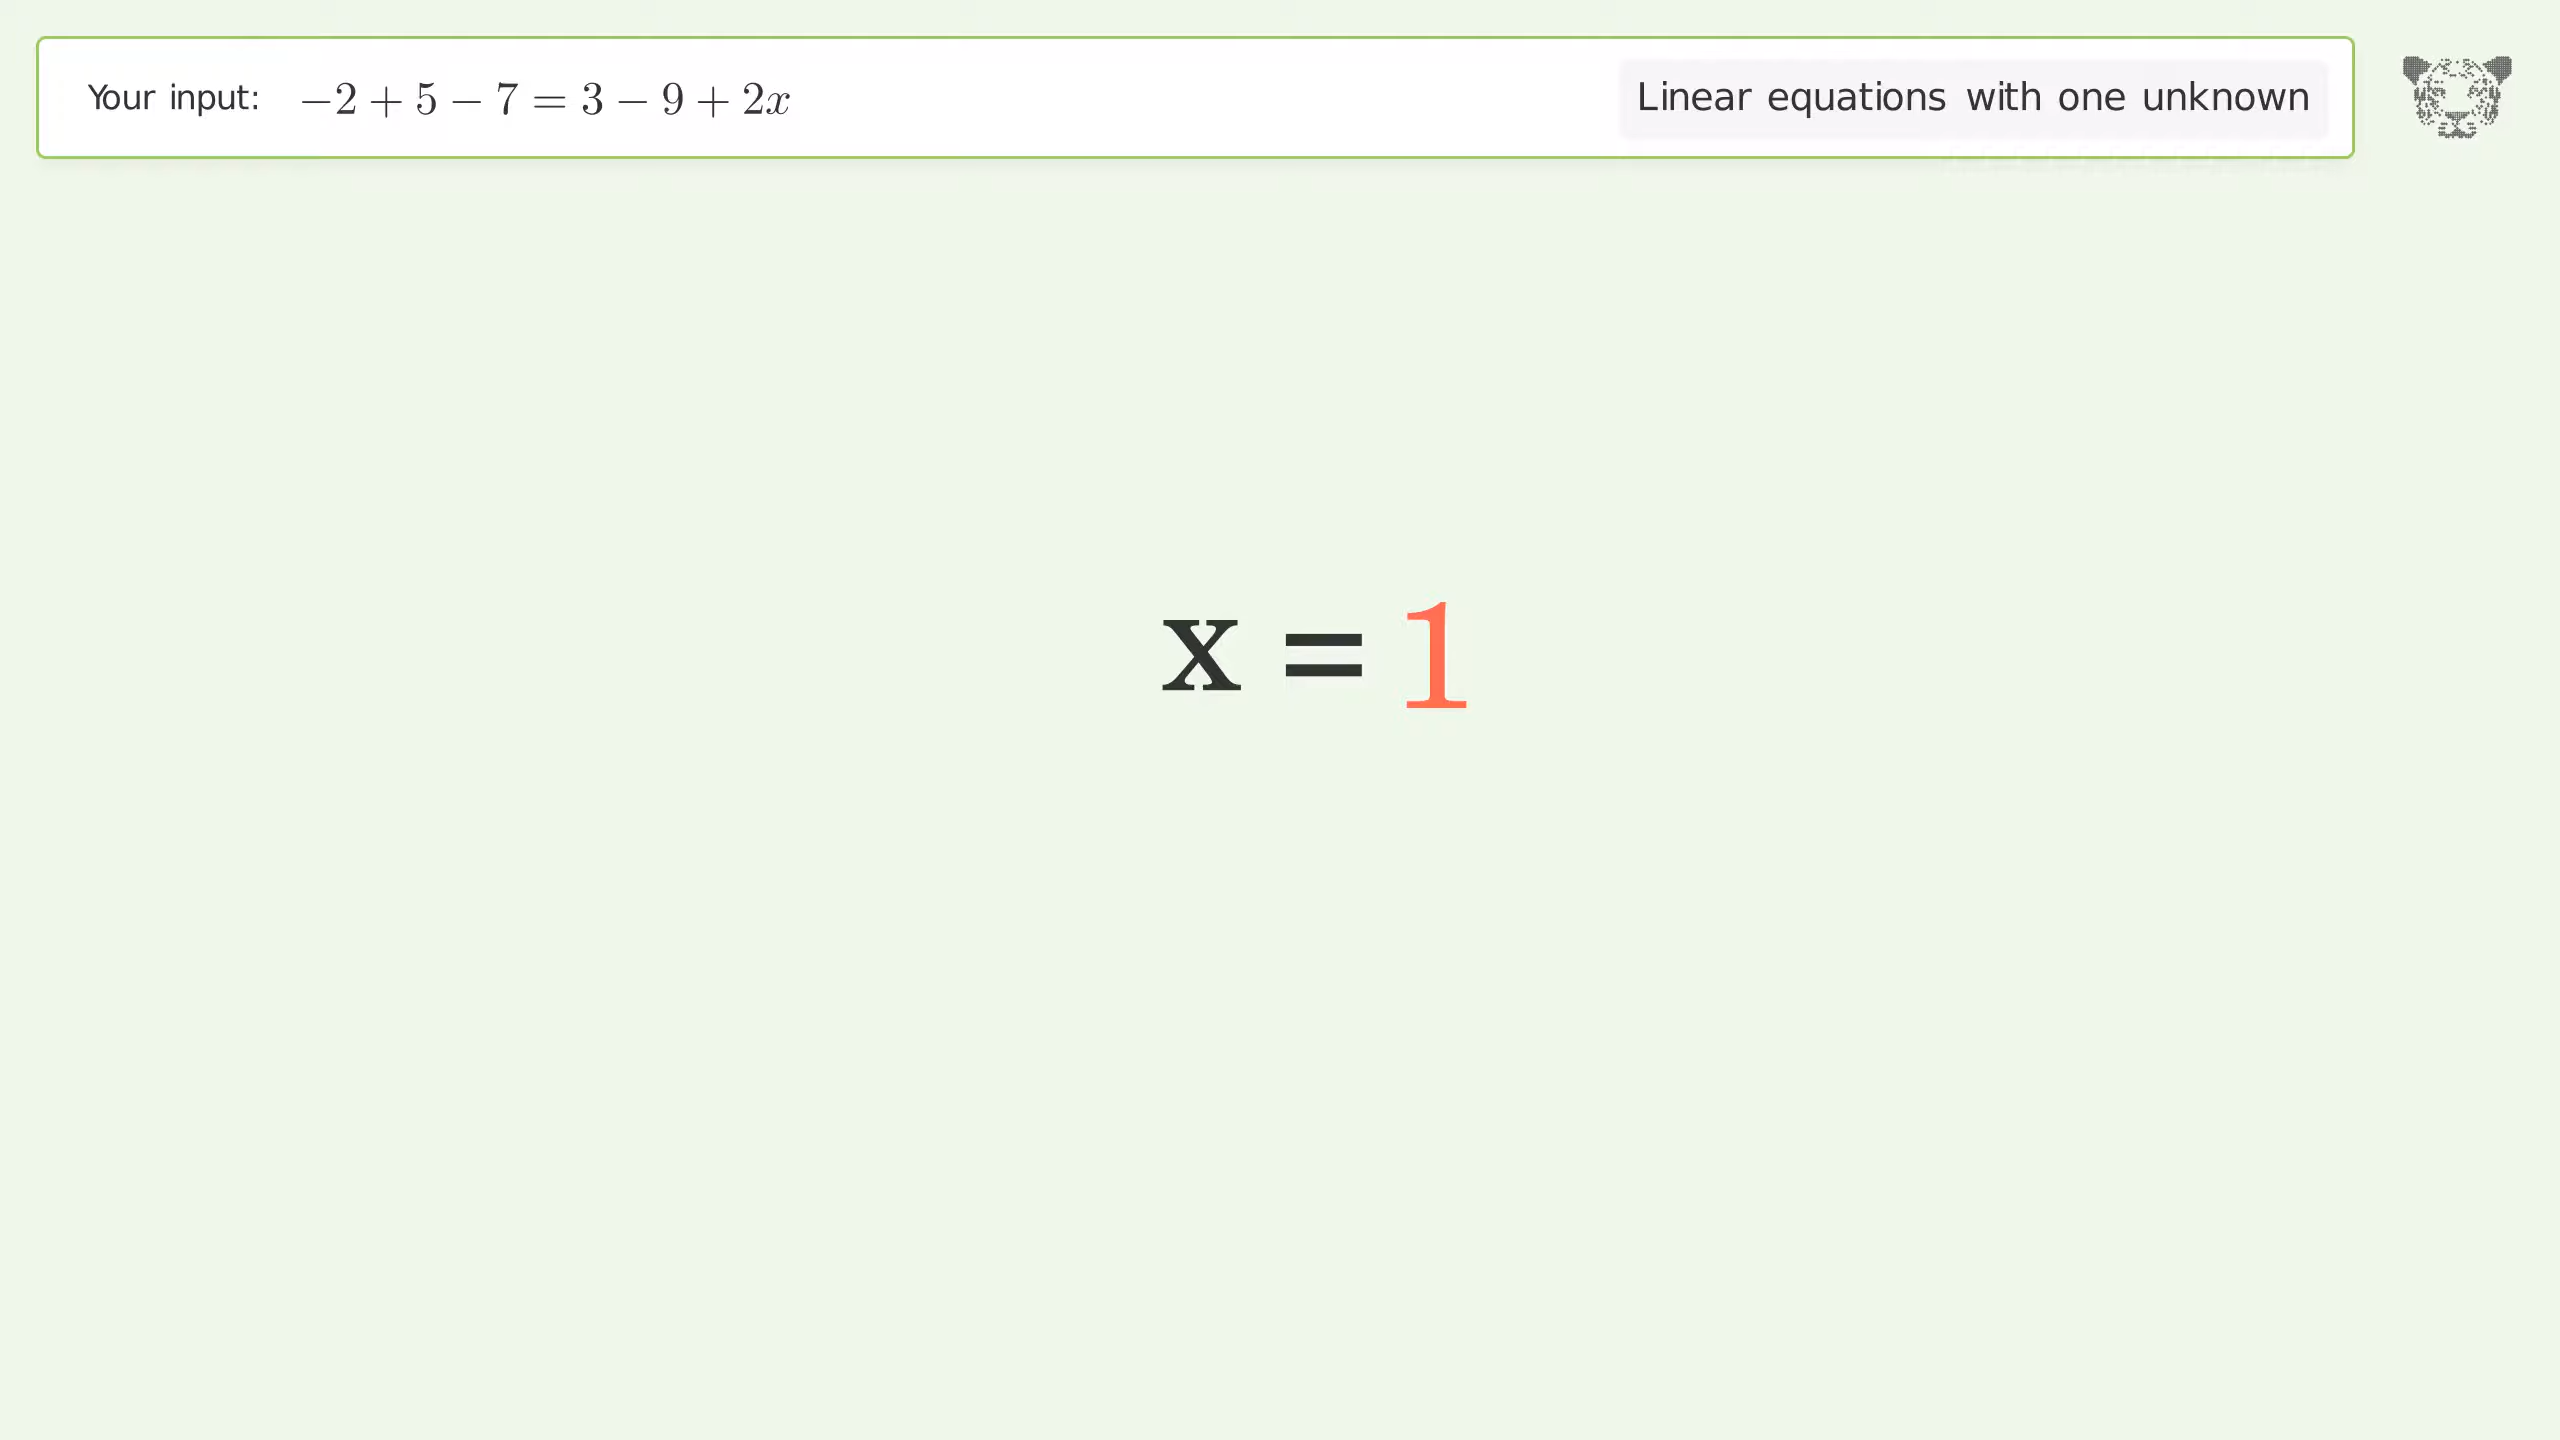 Your input: −2 + 5 − 7 = 3 − 9 + 2x
Linear equations with one unknown
x = 1